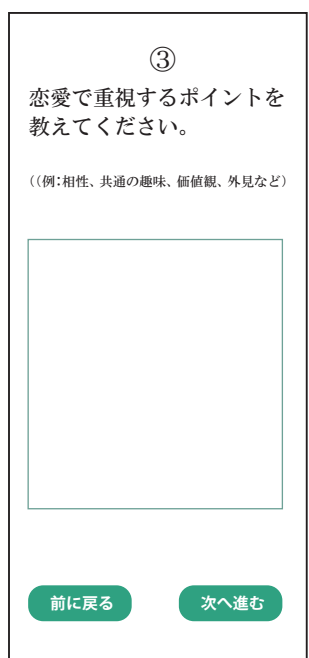 ③
恋愛で重視するポイントを
教えてください。
((例：相性、共通の趣味、価値観、外見など)
前に戻る
次へ進む